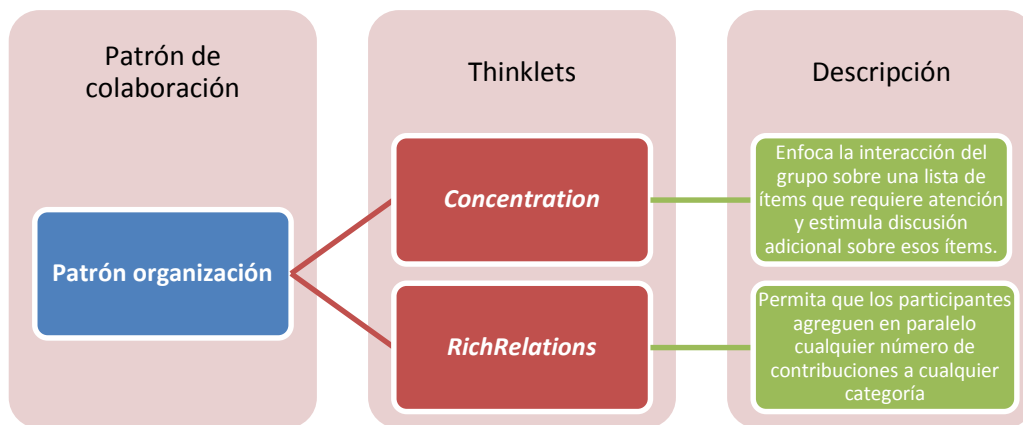 Patrón de
colaboración
Thinklets
Descripción
Patrón organización
Concentration
Enfoca la interacción del
grupo sobre una lista de
ítems que requiere atención
y estimula discusión
adicional sobre esos ítems.
RichRelations
Permita que los participantes
agreguen en paralelo
cualquier número de
contribuciones a cualquier
categoría